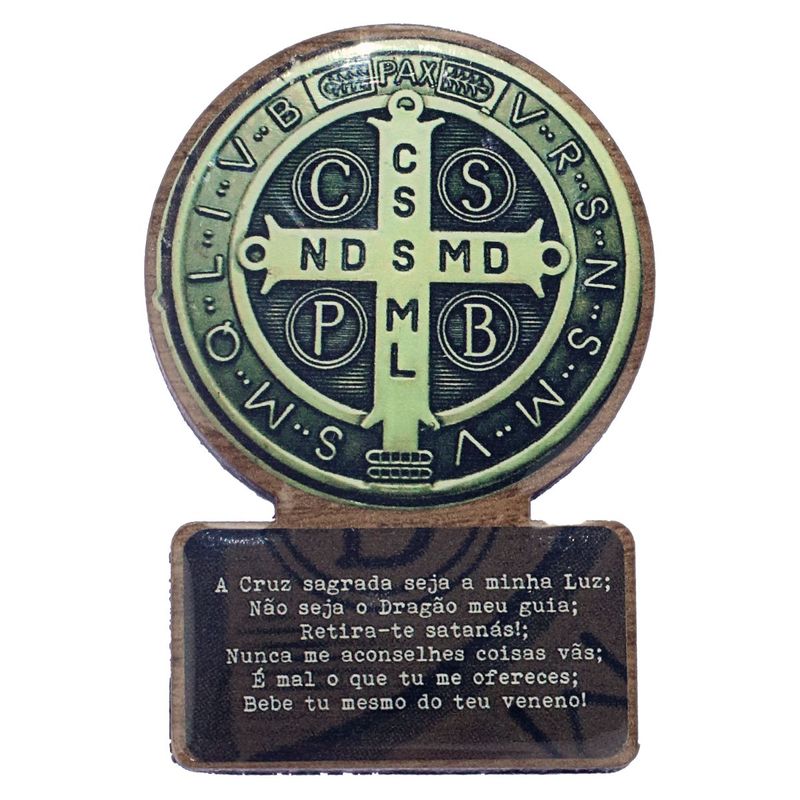 PAX
V·R·S·N·S·M·V
S·M·Q·L·I·V·B
C S
P B
C
S
N D S M D
M
L
A Cruz sagrada seja a minha Luz;
Não seja o Dragão meu guia;
Retira-te satanás!;
Nunca me aconselhes coisas vãs;
É mal o que tu me ofereces;
Bebe tu mesmo do teu veneno!